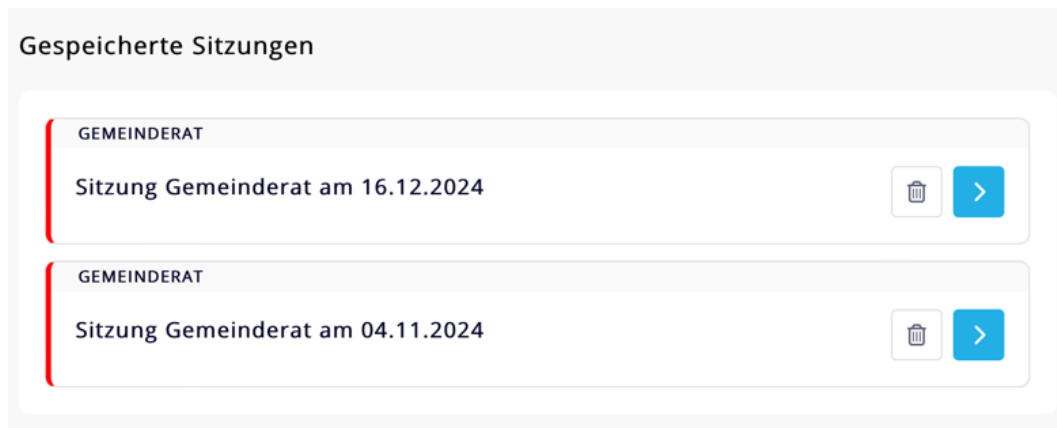 Gespeicherte Sitzungen
GEMEINDERAT
Sitzung Gemeinderat am 16.12.2024
GEMEINDERAT
Sitzung Gemeinderat am 04.11.2024